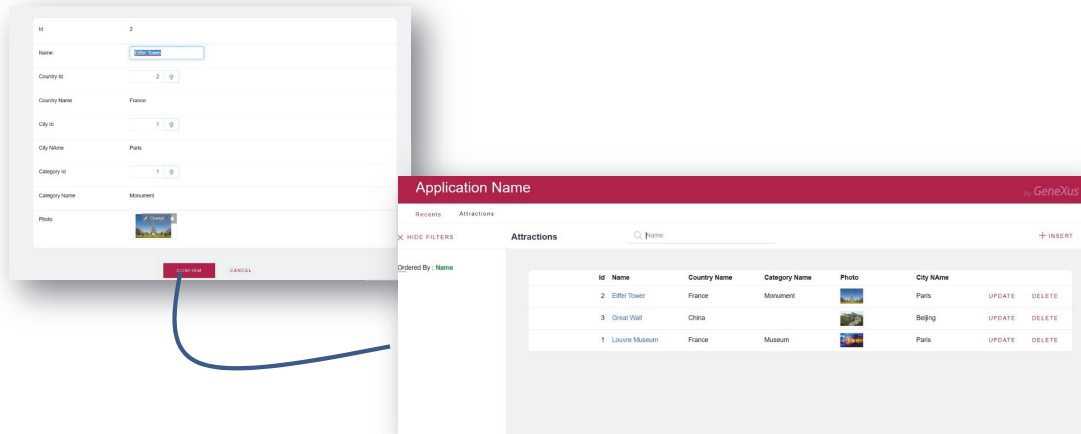 Id 2
Name Eiffel Tower
Country Id 2
Country Name France
City Id 1
City NAme Paris
Category Id 1
Category Name Monument
Photo Change
CONFIRM CANCEL
Application Name by GeneXus
Recents Attractions
HIDE FILTERS Attractions Name INSERT
Ordered By : Name
Id Name Country Name Category Name Photo City NAme
2 Eiffel Tower France Monument Paris UPDATE DELETE
3 Great Wall China Beijing UPDATE DELETE
1 Louvre Museum France Museum Paris UPDATE DELETE